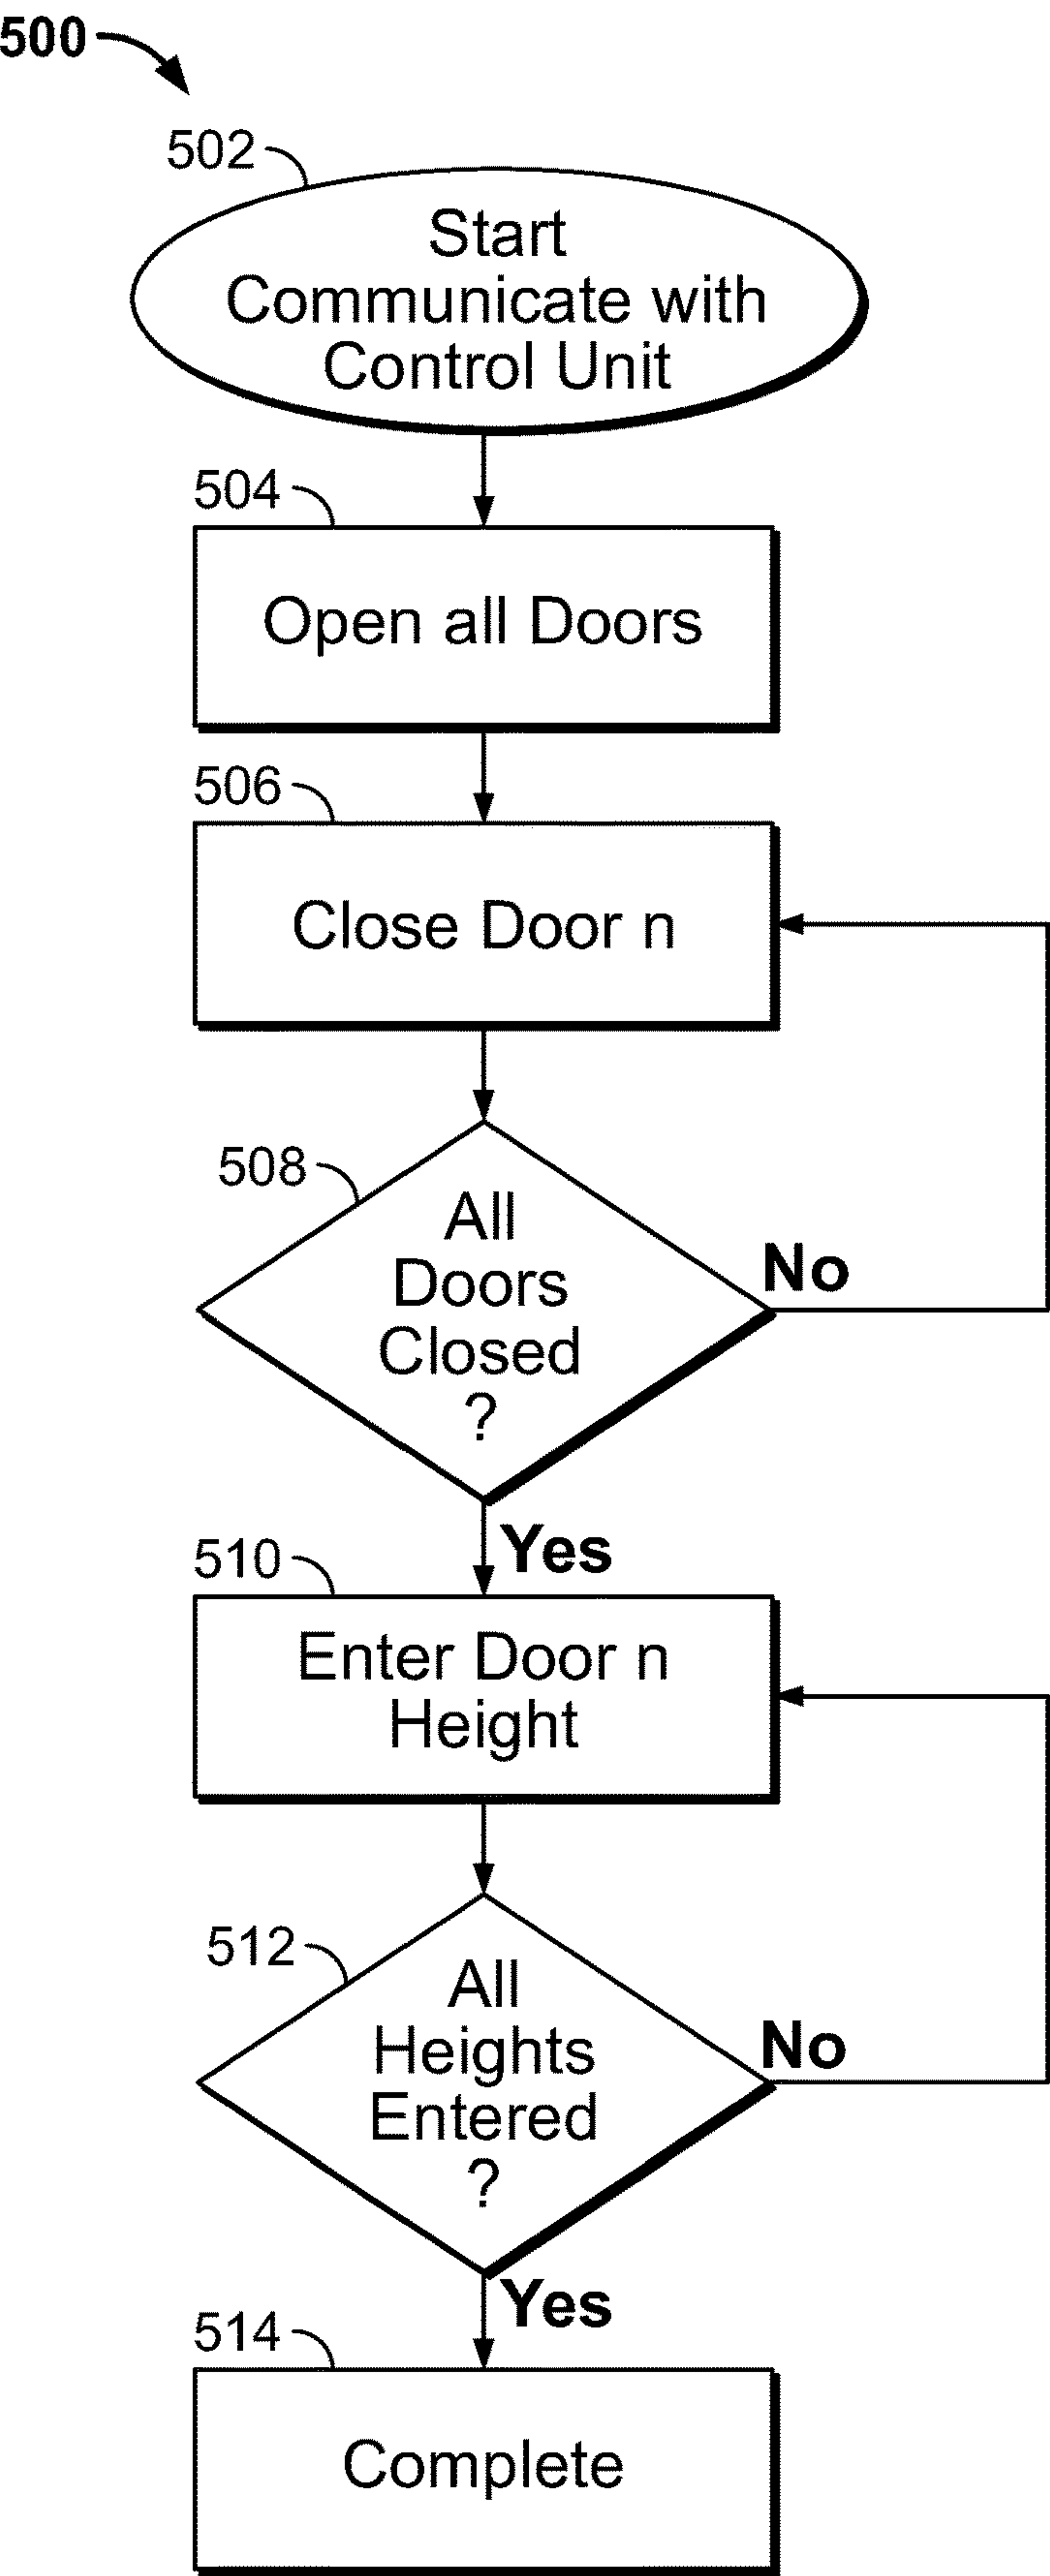 500
502
Start
Communicate with
Control Unit
504
Open all Doors
506
Close Door n
508
All
Doors
Closed
?
No
Yes
510
Enter Door n
Height
512
All
Heights
Entered
?
No
Yes
514
Complete